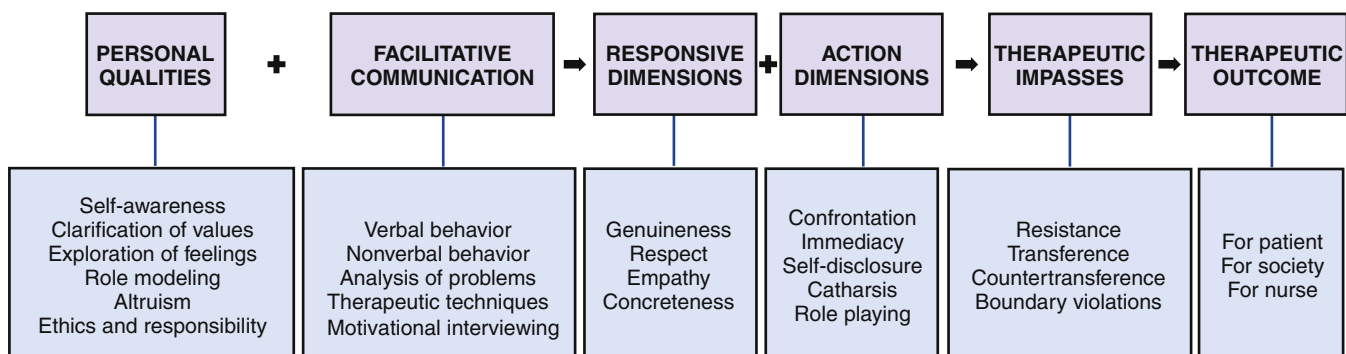 PERSONAL
QUALITIES
+
FACILITATIVE
COMMUNICATION
RESPONSIVE
DIMENSIONS
+
ACTION
DIMENSIONS
THERAPEUTIC
IMPASSES
THERAPEUTIC
OUTCOME
Self-awareness
Clarification of values
Exploration of feelings
Role modeling
Altruism
Ethics and responsibility
Verbal behavior
Nonverbal behavior
Analysis of problems
Therapeutic techniques
Motivational interviewing
Genuineness
Respect
Empathy
Concreteness
Confrontation
Immediacy
Self-disclosure
Catharsis
Role playing
Resistance
Transference
Countertransference
Boundary violations
For patient
For society
For nurse